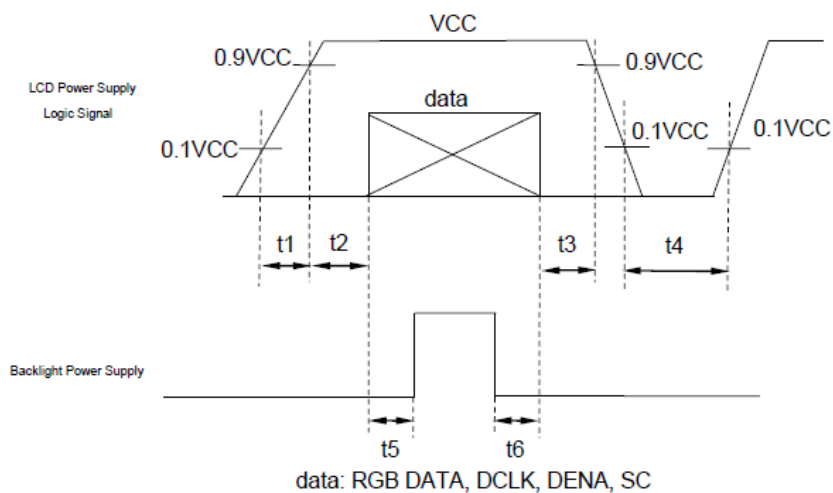 VCC
0.9VCC
0.9VCC
LCD Power Supply
Logic Signal
data
0.1VCC
0.1VCC
0.1VCC
t1
t2
t3
t4
Backlight Power Supply
t5
t6
data: RGB DATA, DCLK, DENA, SC